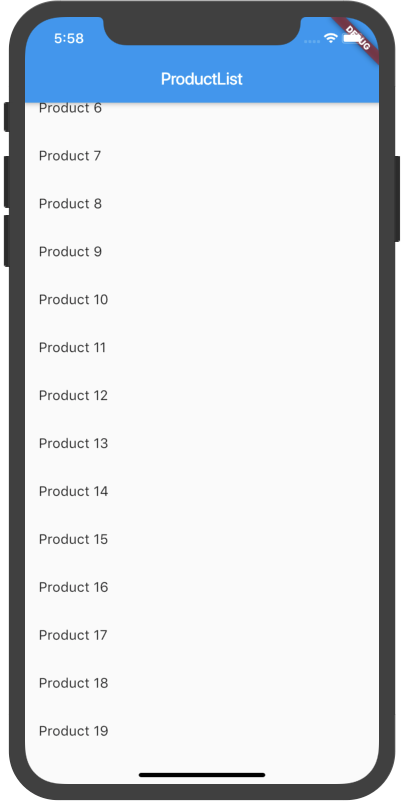 5:58
DEBUG
ProductList
Product 6
Product 7
Product 8
Product 9
Product 10
Product 11
Product 12
Product 13
Product 14
Product 15
Product 16
Product 17
Product 18
Product 19